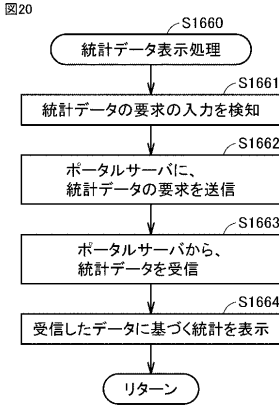 図20
S1660
統計データ表示処理
S1661
統計データの要求の入力を検知
S1662
ポータルサーバに、
統計データの要求を送信
S1663
ポータルサーバから、
統計データを受信
S1664
受信したデータに基づく統計を表示
リターン